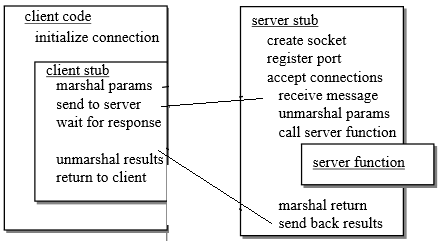 client code
initialize connection
client stub
marshal params
send to server
wait for response
unmarshal results
return to client
server stub
create socket
register port
accept connections
receive message
unmarshal params
call server function
server function
marshal return
send back results